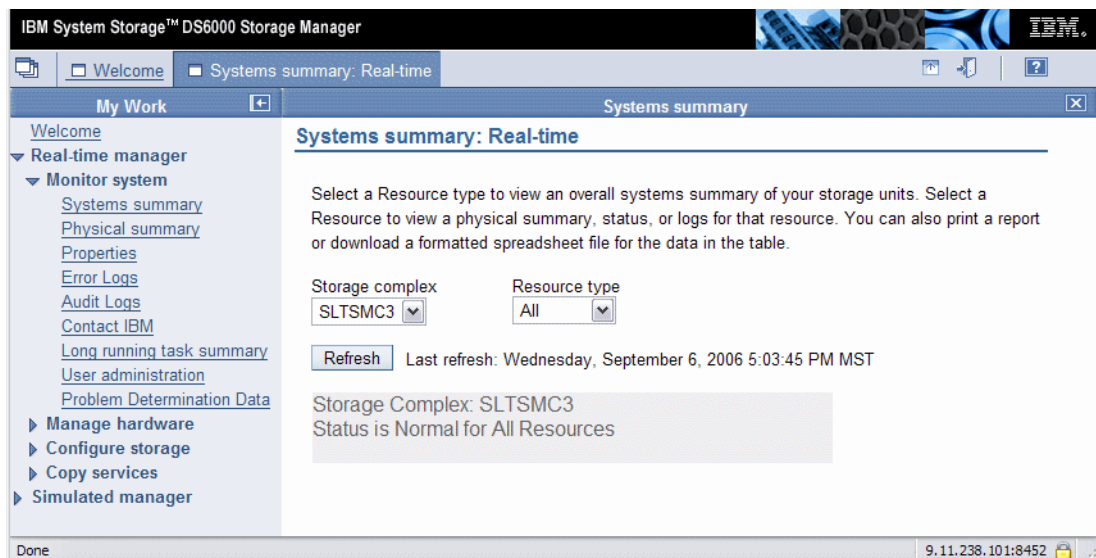 IBM System Storage™ DS6000 Storage Manager
IBM.
Welcome
Systems summary: Real-time
?
My Work
Systems summary
Welcome
Real-time manager
Monitor system
Systems summary
Physical summary
Properties
Error Logs
Audit Logs
Contact IBM
Long running task summary
User administration
Problem Determination Data
Manage hardware
Configure storage
Copy services
Simulated manager
Systems summary: Real-time
Select a Resource type to view an overall systems summary of your storage units. Select a
Resource to view a physical summary, status, or logs for that resource. You can also print a report
or download a formatted spreadsheet file for the data in the table.
Storage complex
Resource type
SLTSMC3
All
Refresh
Last refresh: Wednesday, September 6, 2006 5:03:45 PM MST
Storage Complex: SLTSMC3
Status is Normal for All Resources
Done
9.11.238.101:8452